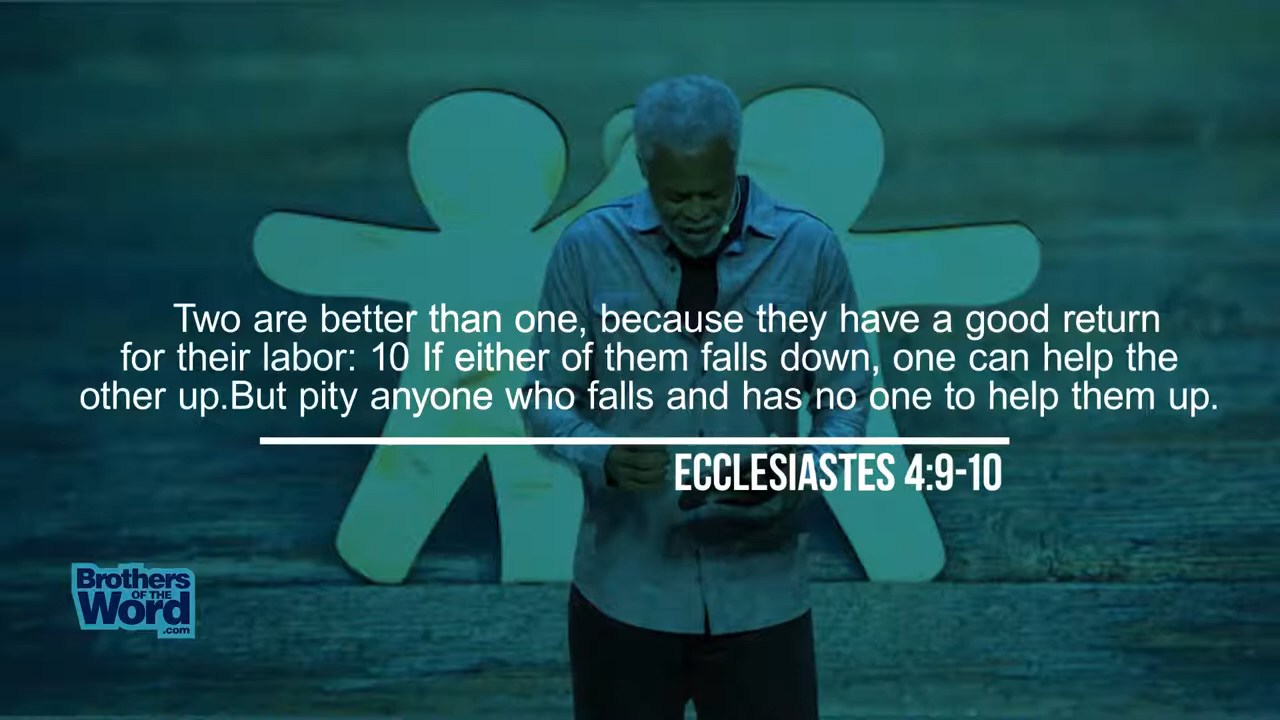 Two are better than one, because they have a good return
for their labor: 10 If either of them falls down, one can help the
other up.But pity anyone who falls and has no one to help them up.
ECCLESIASTES 4:9-10
Brothers
OF THE
Word
.com